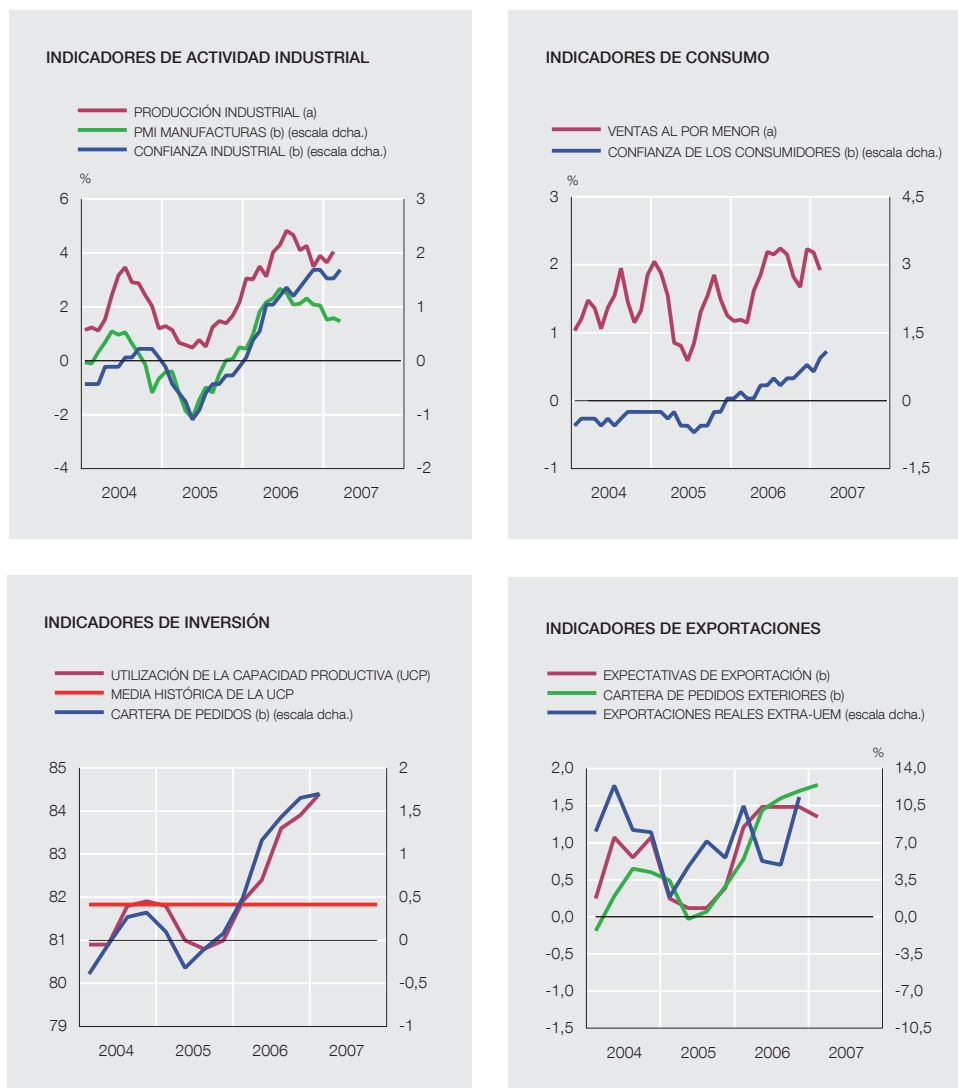 INDICADORES DE ACTIVIDAD INDUSTRIAL
PRODUCCIÓN INDUSTRIAL (a)
PMI MANUFACTURAS (b) (escala dcha.)
CONFIANZA INDUSTRIAL (b) (escala dcha.)
%
6 3
4 2
2 1
0 0
-2 -1
-4 -2
2004 2005 2006 2007
INDICADORES DE CONSUMO
VENTAS AL POR MENOR (a)
CONFIANZA DE LOS CONSUMIDORES (b) (escala dcha.)
%
3 4,5
2 3
1 1,5
0 0
-1 -1,5
2004 2005 2006 2007
INDICADORES DE INVERSIÓN
UTILIZACIÓN DE LA CAPACIDAD PRODUCTIVA (UCP)
MEDIA HISTÓRICA DE LA UCP
CARTERA DE PEDIDOS (b) (escala dcha.)
85 2
84 1,5
83 1
82 0,5
81 0
80 -0,5
79 -1
2004 2005 2006 2007
INDICADORES DE EXPORTACIONES
EXPECTATIVAS DE EXPORTACIÓN (b)
CARTERA DE PEDIDOS EXTERIORES (b)
EXPORTACIONES REALES EXTRA-UEM (escala dcha.)
%
2,0 14,0
1,5 10,5
1,0 7,0
0,5 3,5
0,0 0,0
-0,5 -3,5
-1,0 -7,0
-1,5 -10,5
2004 2005 2006 2007